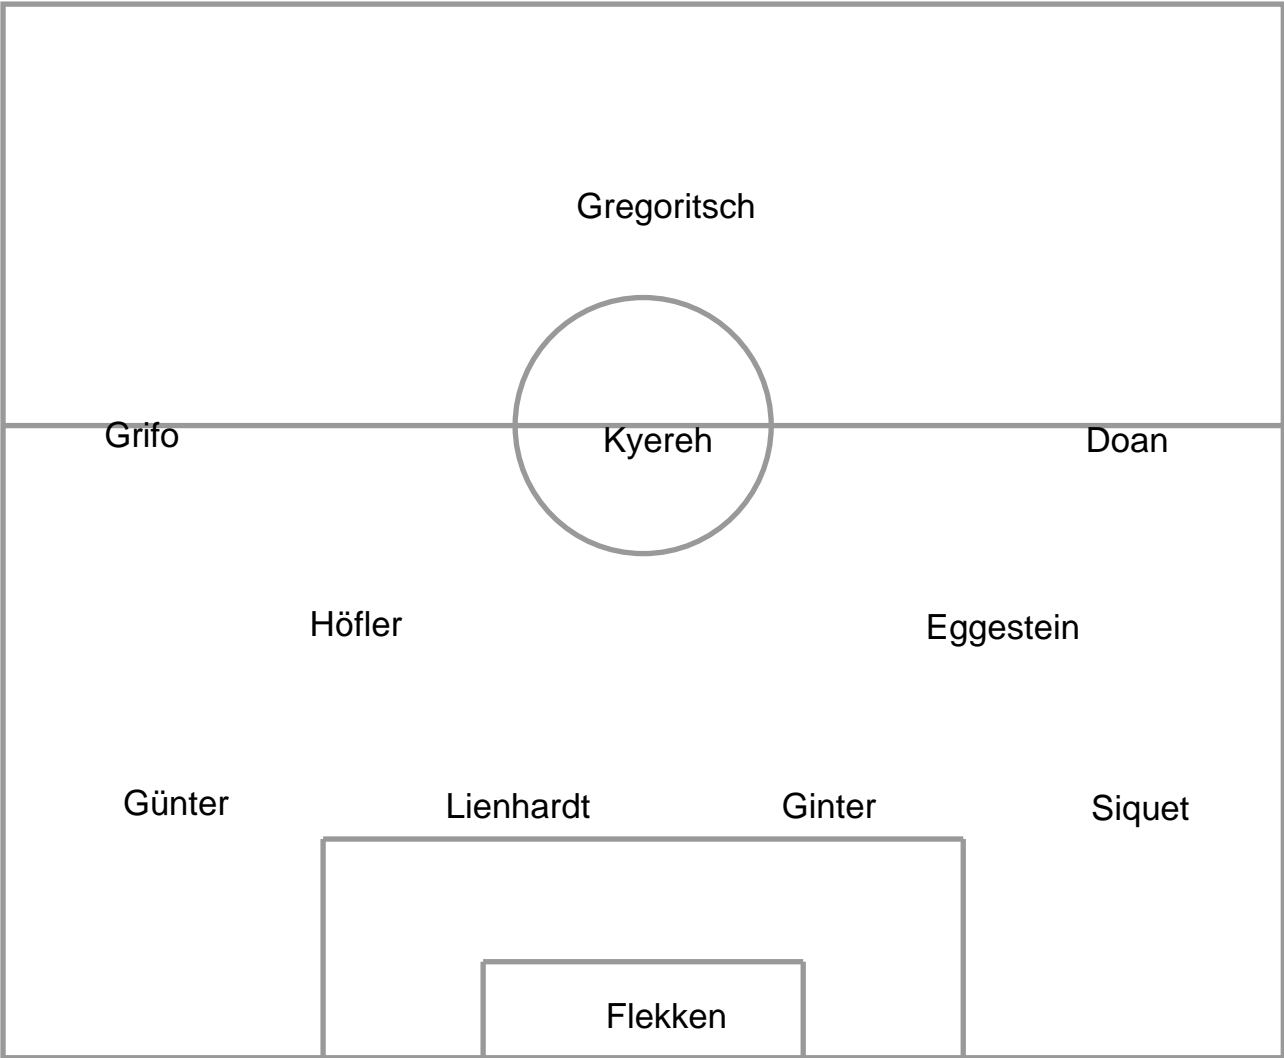 Gregoritsch
Grifo Kyereh Doan
Höfler Eggestein
Günter Lienhardt Ginter Siquet
Flekken